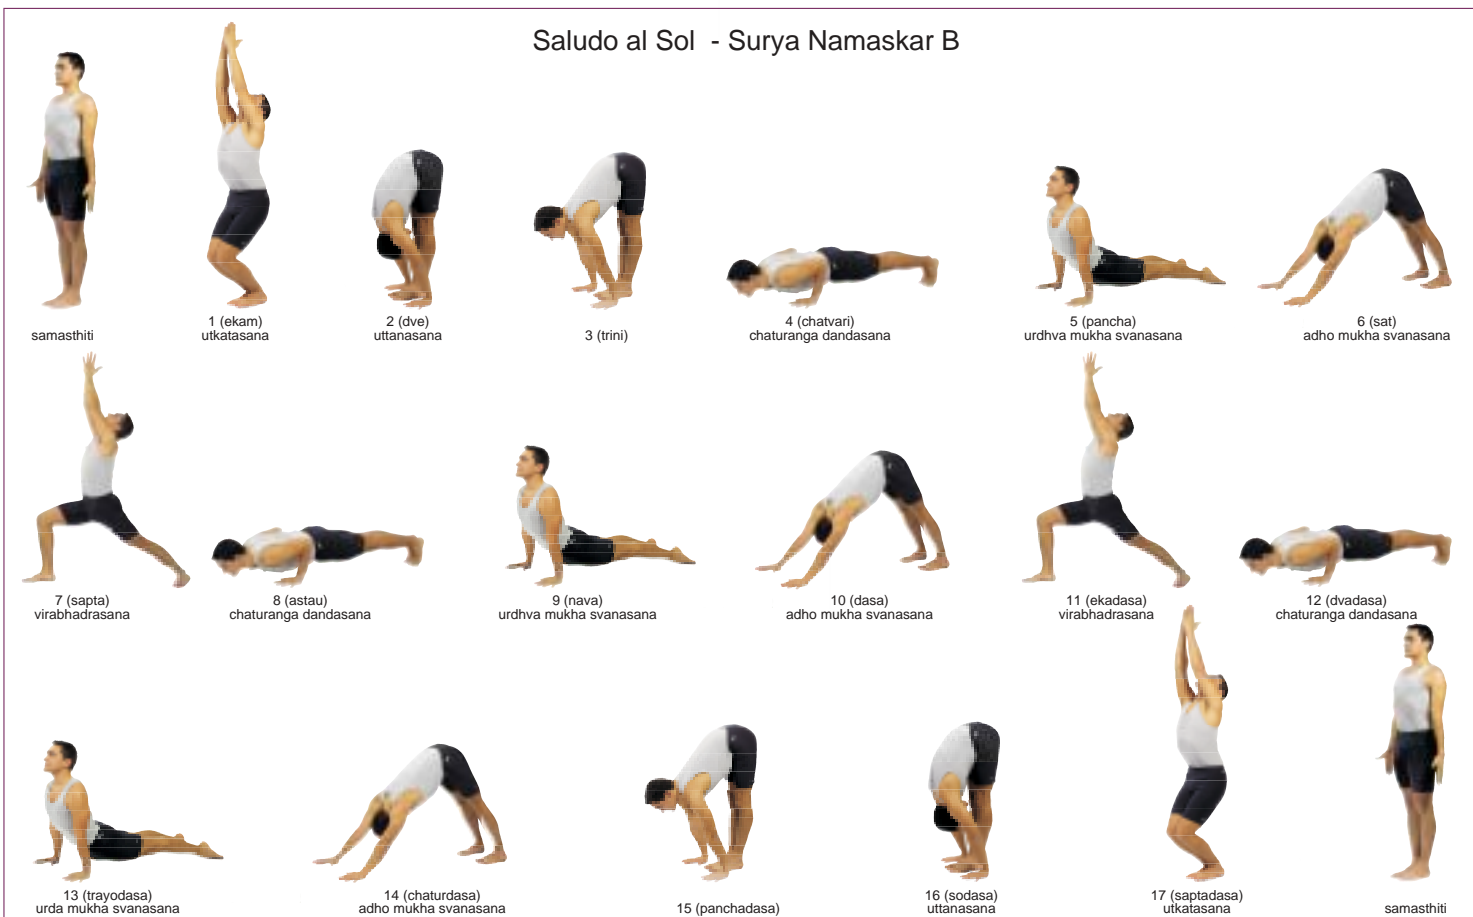 Saludo al Sol - Surya Namaskar B
samasthiti
1 (ekam)
utkatasana
2 (dve)
uttanasana
3 (trini)
4 (chatvari)
chaturanga dandasana
5 (pancha)
urdhva mukha svanasana
6 (sat)
adho mukha svanasana
7 (sapta)
virabhadrasana
8 (astau)
chaturanga dandasana
9 (nava)
urdhva mukha svanasana
10 (dasa)
adho mukha svanasana
11 (ekadasa)
virabhadrasana
12 (dvadasa)
chaturanga dandasana
13 (trayodasa)
urda mukha svanasana
14 (chaturdasa)
adho mukha svanasana
15 (panchadasa)
16 (sodasa)
uttanasana
17 (saptadasa)
utkatasana
samasthiti